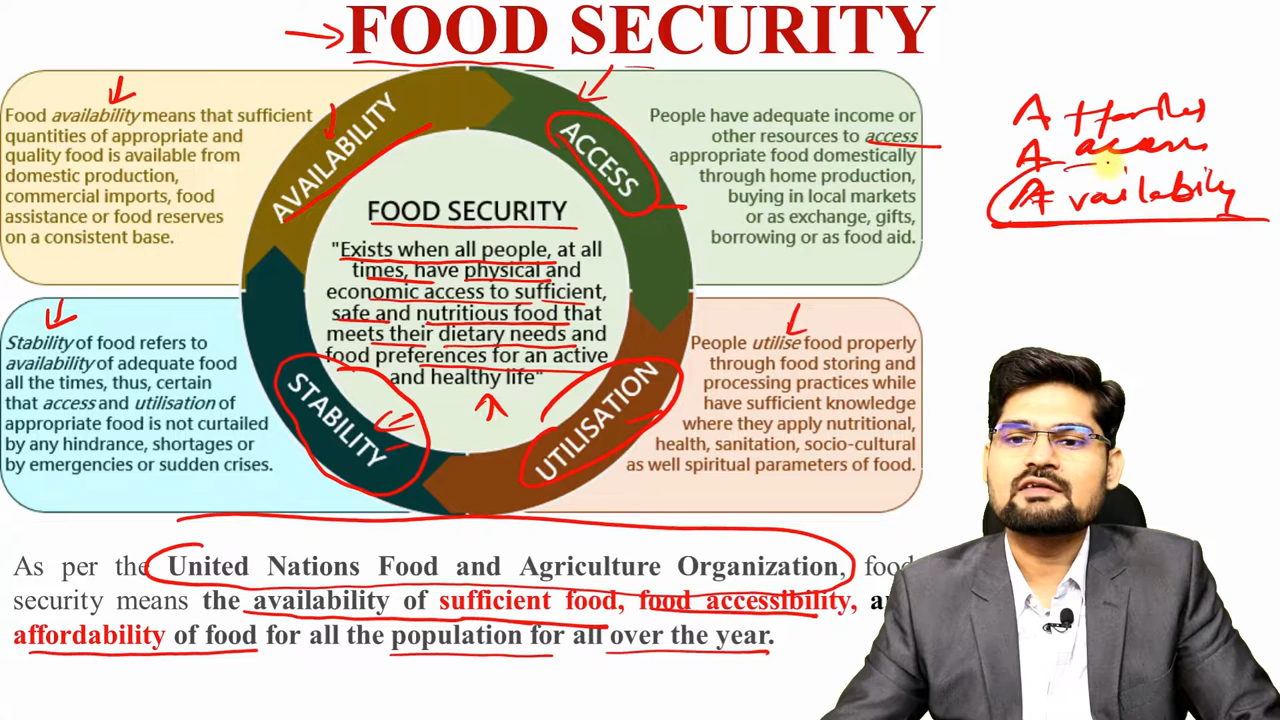 FOOD SECURITY
Food availability means that sufficient
quantities of appropriate and
quality food is available from
domestic production,
commercial imports, food
assistance or food reserves
on a consistent base.
AVAILABILITY
ACCESS
People have adequate income or
other resources to access
appropriate food domestically
through home production,
buying in local markets
or as exchange, gifts,
borrowing or as food aid.
access
Availability
FOOD SECURITY
"Exists when all people, at all
times, have physical and
economic access to sufficient,
safe and nutritious food that
meets their dietary needs and
food preferences for an active
and healthy life"
Stability of food refers to
availability of adequate food
all the times, thus, certain
that access and utilisation of
appropriate food is not curtailed
by any hindrance, shortages or
by emergencies or sudden crises.
STABILITY
UTILISATION
People utilise food properly
through food storing and
processing practices while
have sufficient knowledge
where they apply nutritional,
health, sanitation, socio-cultural
as well spiritual parameters of food.
As per the United Nations Food and Agriculture Organization, food
security means the availability of sufficient food, food accessibility,
affordability of food for all the population for all over the year.